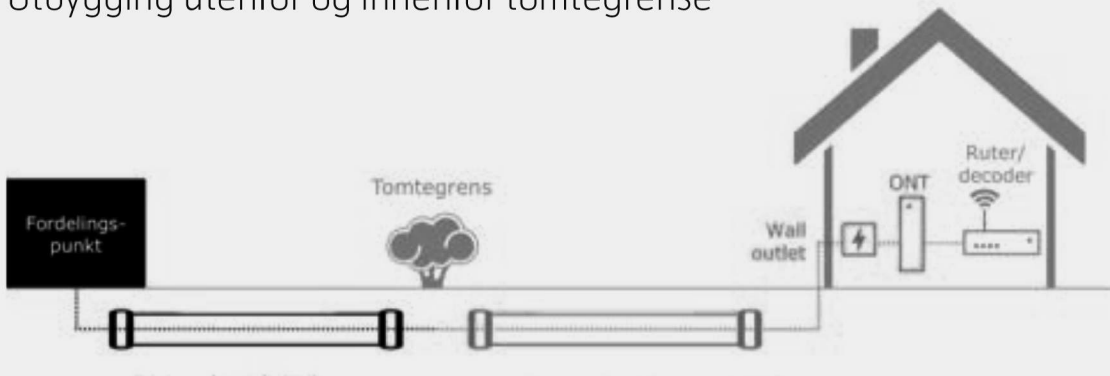 Utbygging utenfor og innenfor tomtegrense
Fordelings-
punkt
Tomtegrens
Wall
outlet
ONT
Ruter/
decoder